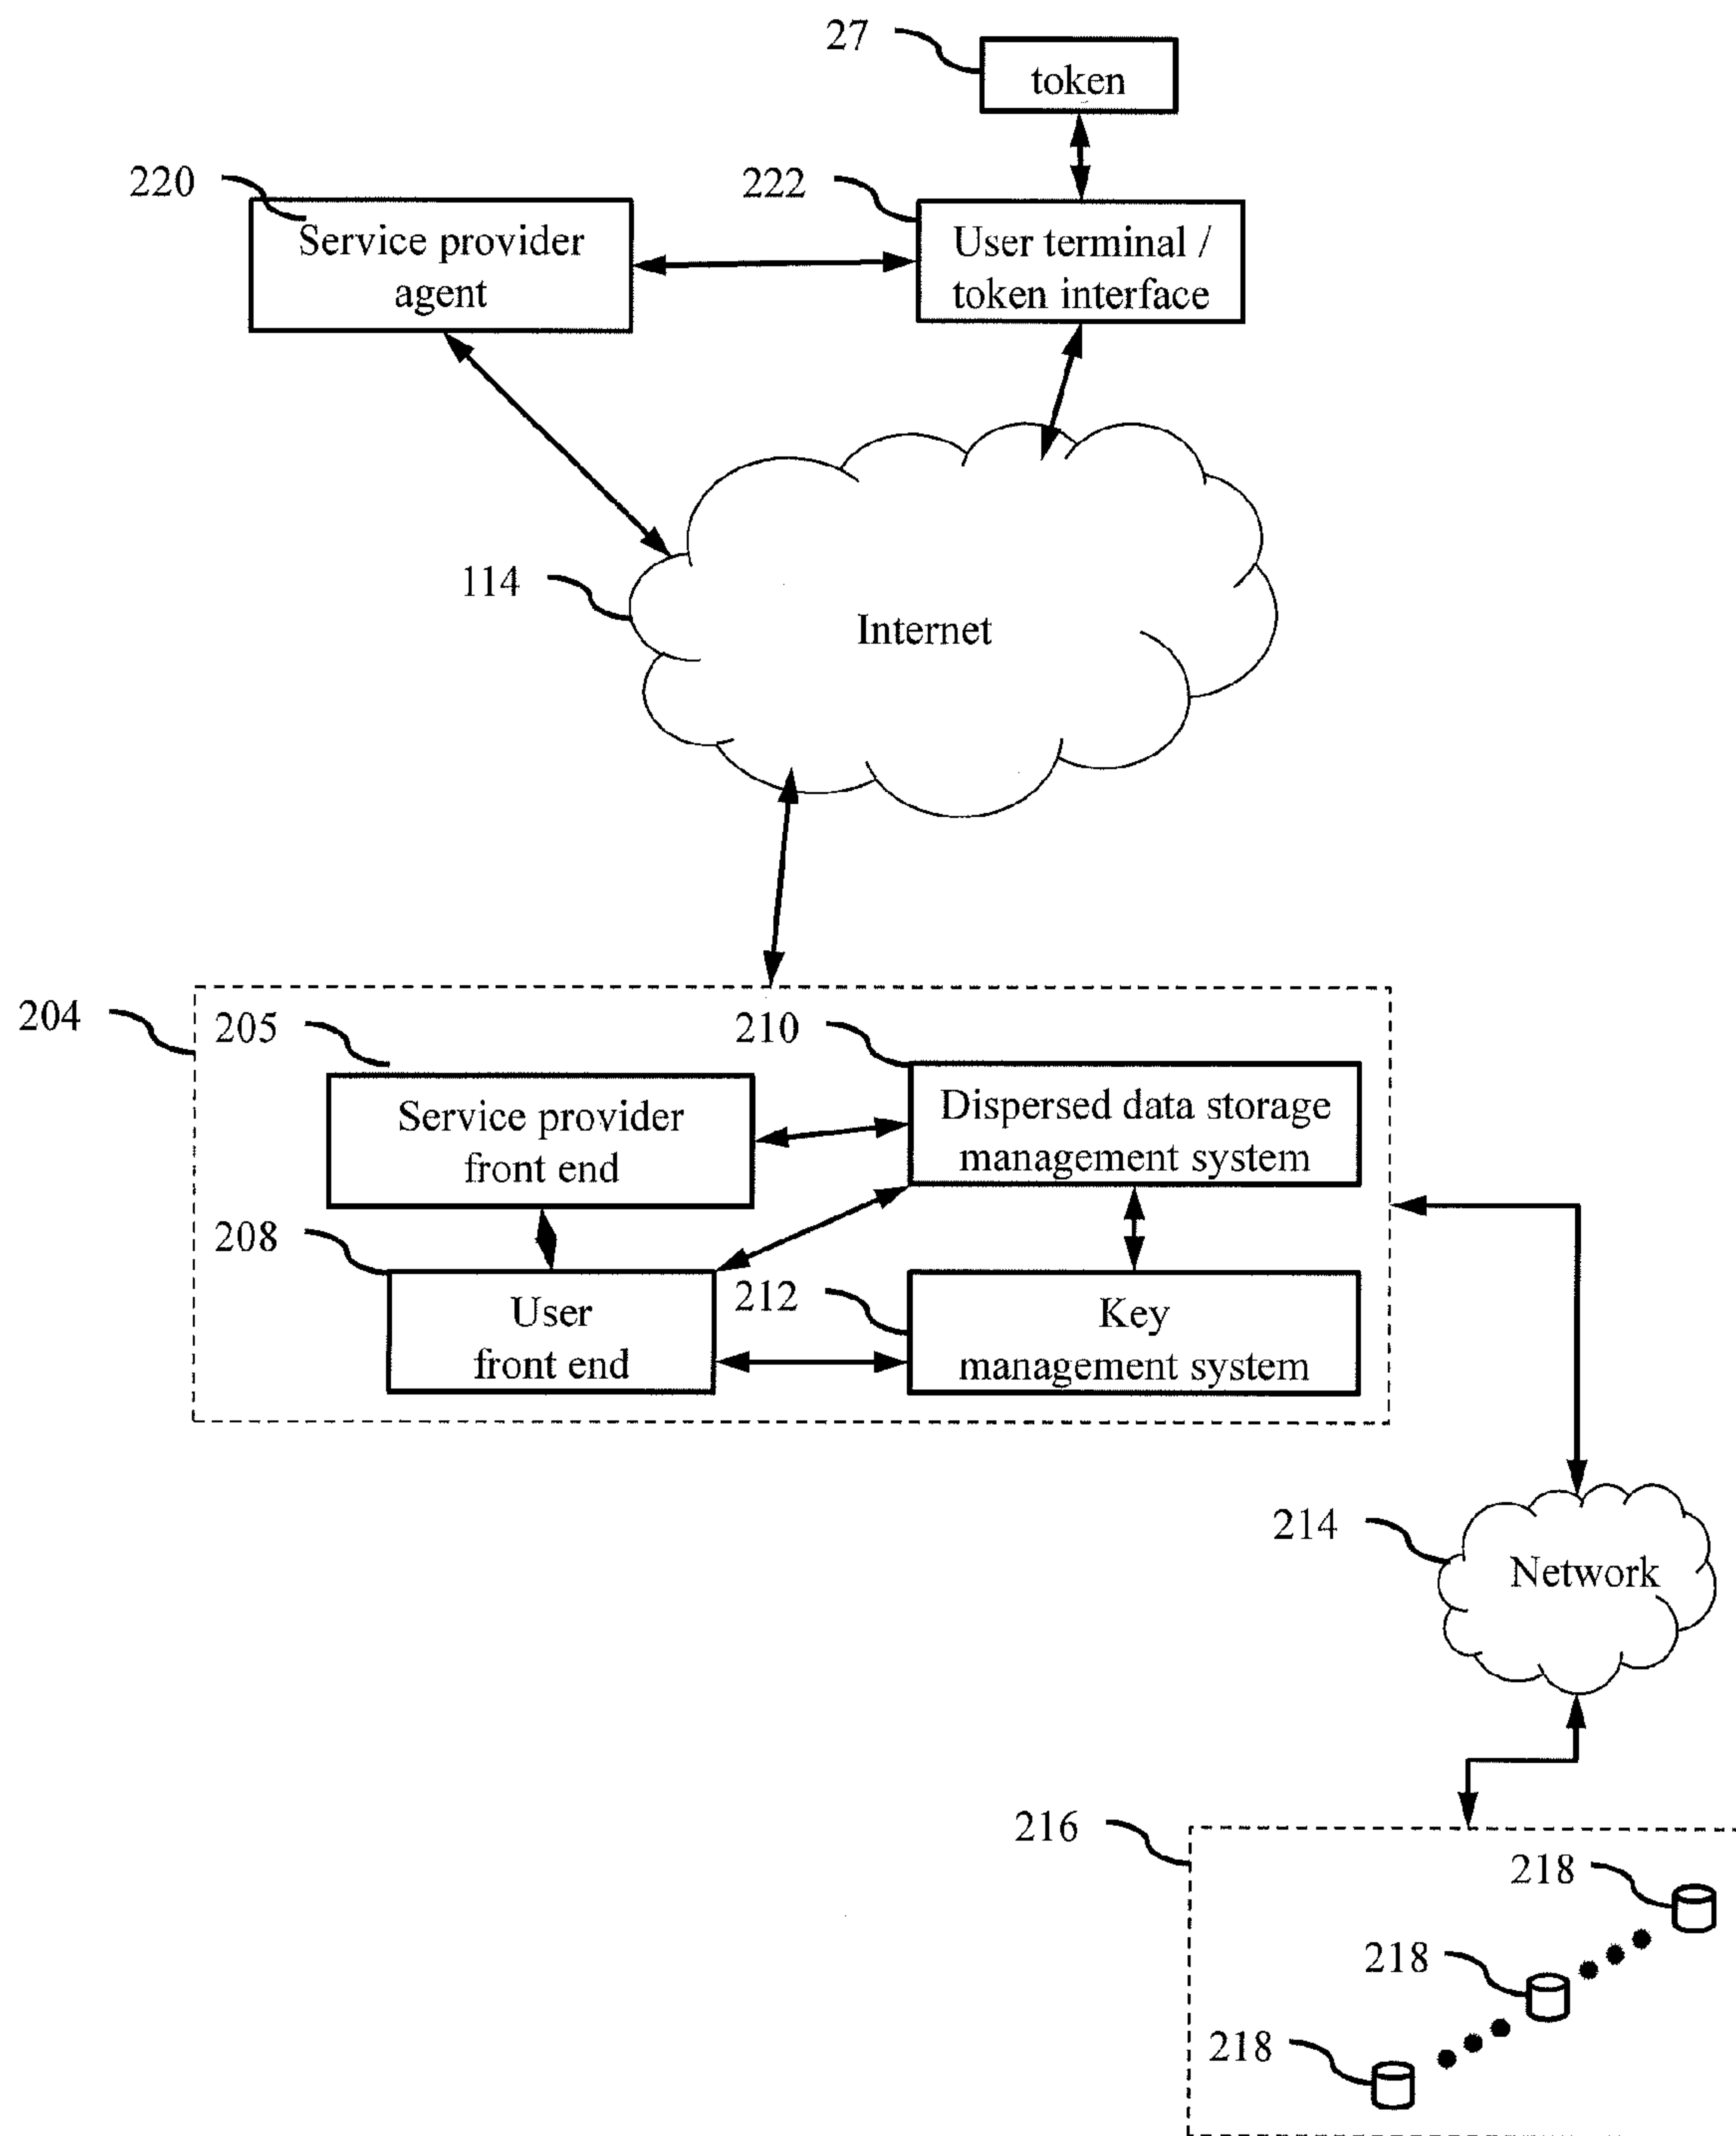 27
token
220
222
Service provider
agent
User terminal /
token interface
114
Internet
204
205
210
Service provider
front end
Dispersed data storage
management system
208
212
User
front end
Key
management system
214
Network
216
218
218
218